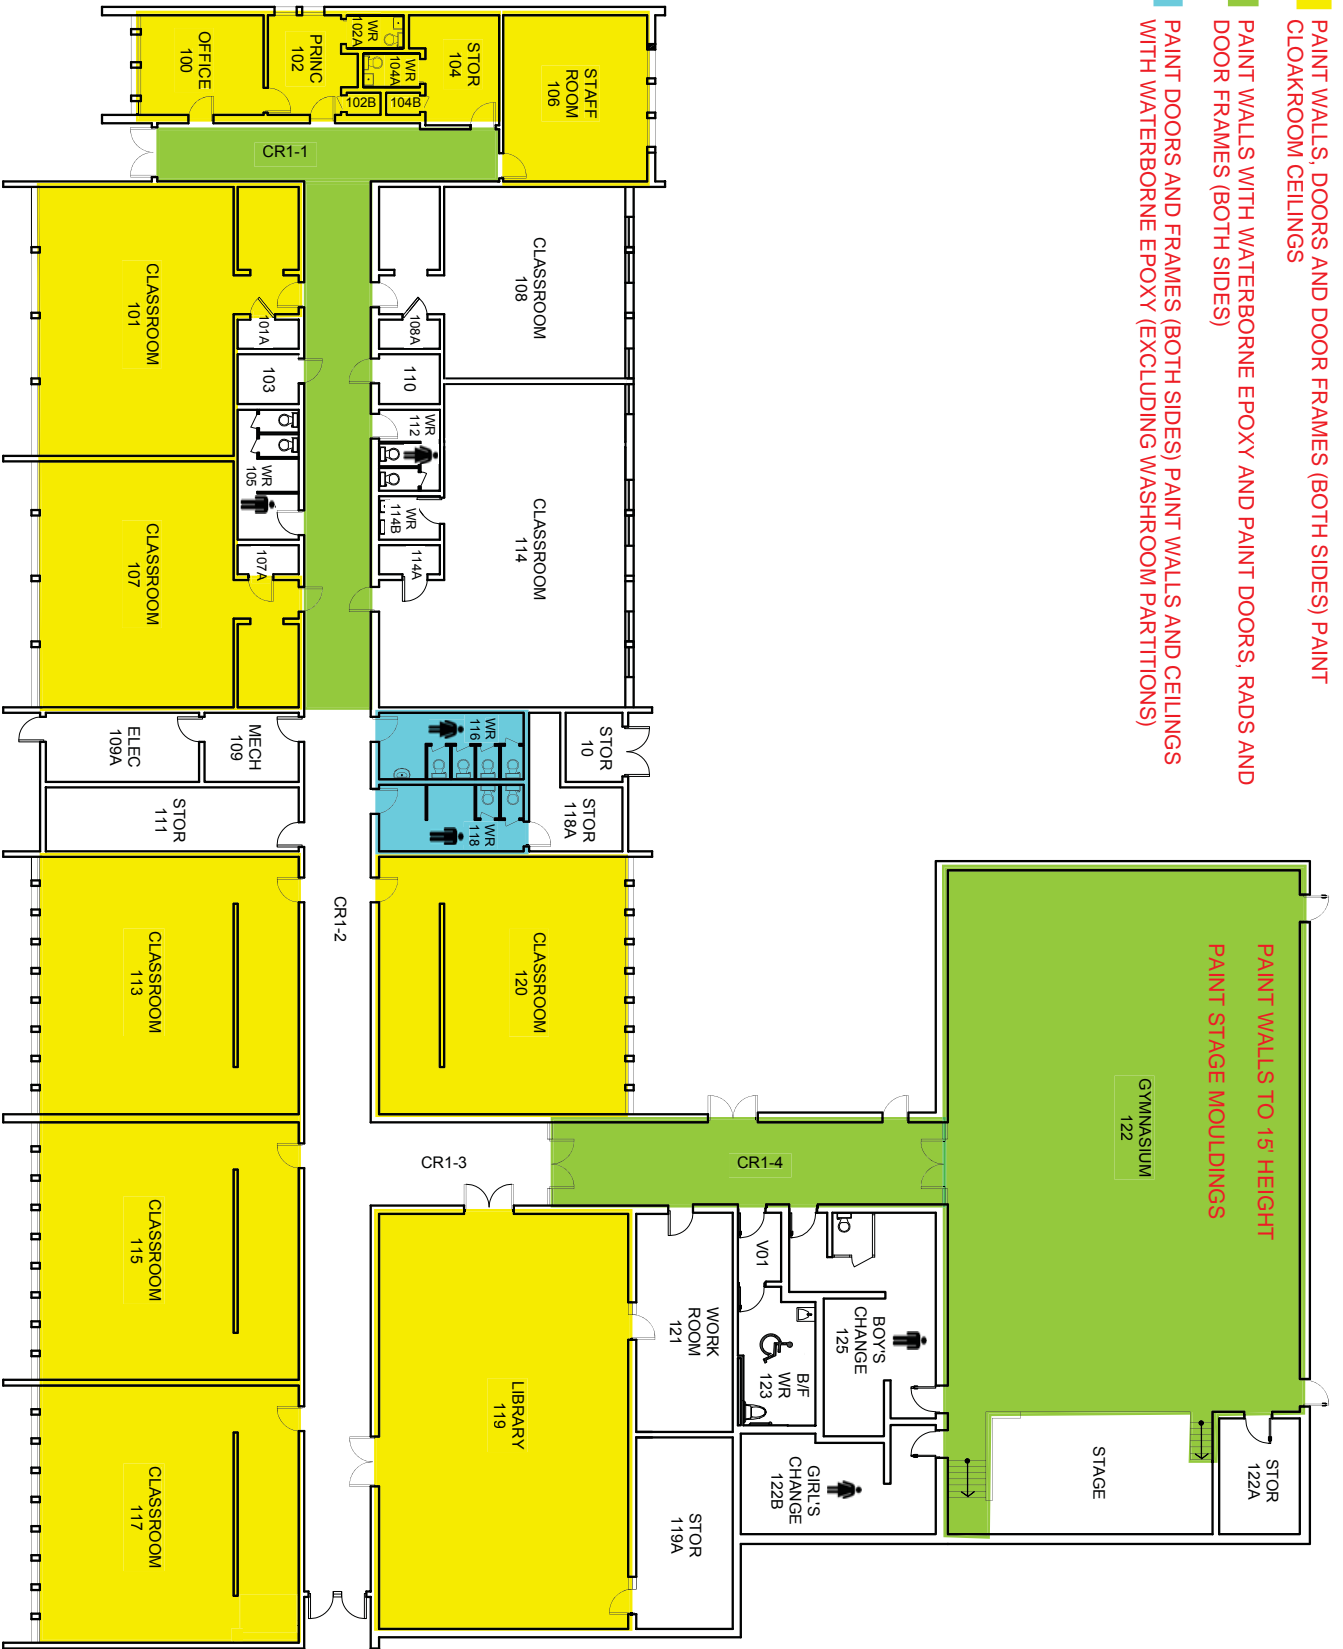 PAINT WALLS, DOORS AND DOOR FRAMES (BOTH SIDES) PAINT
CLOAKROOM CEILINGS
PAINT WALLS WITH WATERBORNE EPOXY AND PAINT DOORS, RADS AND
DOOR FRAMES (BOTH SIDES)
PAINT DOORS AND FRAMES (BOTH SIDES) PAINT WALLS AND CEILINGS
WITH WATERBORNE EPOXY (EXCLUDING WASHROOM PARTITIONS)
PAINT WALLS TO 15' HEIGHT
PAINT STAGE MOULDINGS
GYMNASIUM
122
STOR
122A
STAGE
STAFF
ROOM
106
STOR
104
WR
104A
104B
WR
102A
102B
PRINC
102
OFFICE
100
CR1-1
CLASSROOM
108
108A
110
WR
112
WR
114B
114A
CLASSROOM
114
CLASSROOM
101
101A
103
WR
105
107A
CLASSROOM
107
STOR
10
STOR
118A
WR
116
WR
118
MECH
109
ELEC
109A
STOR
111
CR1-2
CLASSROOM
120
CLASSROOM
113
CLASSROOM
115
CLASSROOM
117
CR1-3
CR1-4
V01
BOY'S
CHANGE
125
B/F
WR
123
GIRL'S
CHANGE
122B
WORK
ROOM
121
STOR
119A
LIBRARY
119